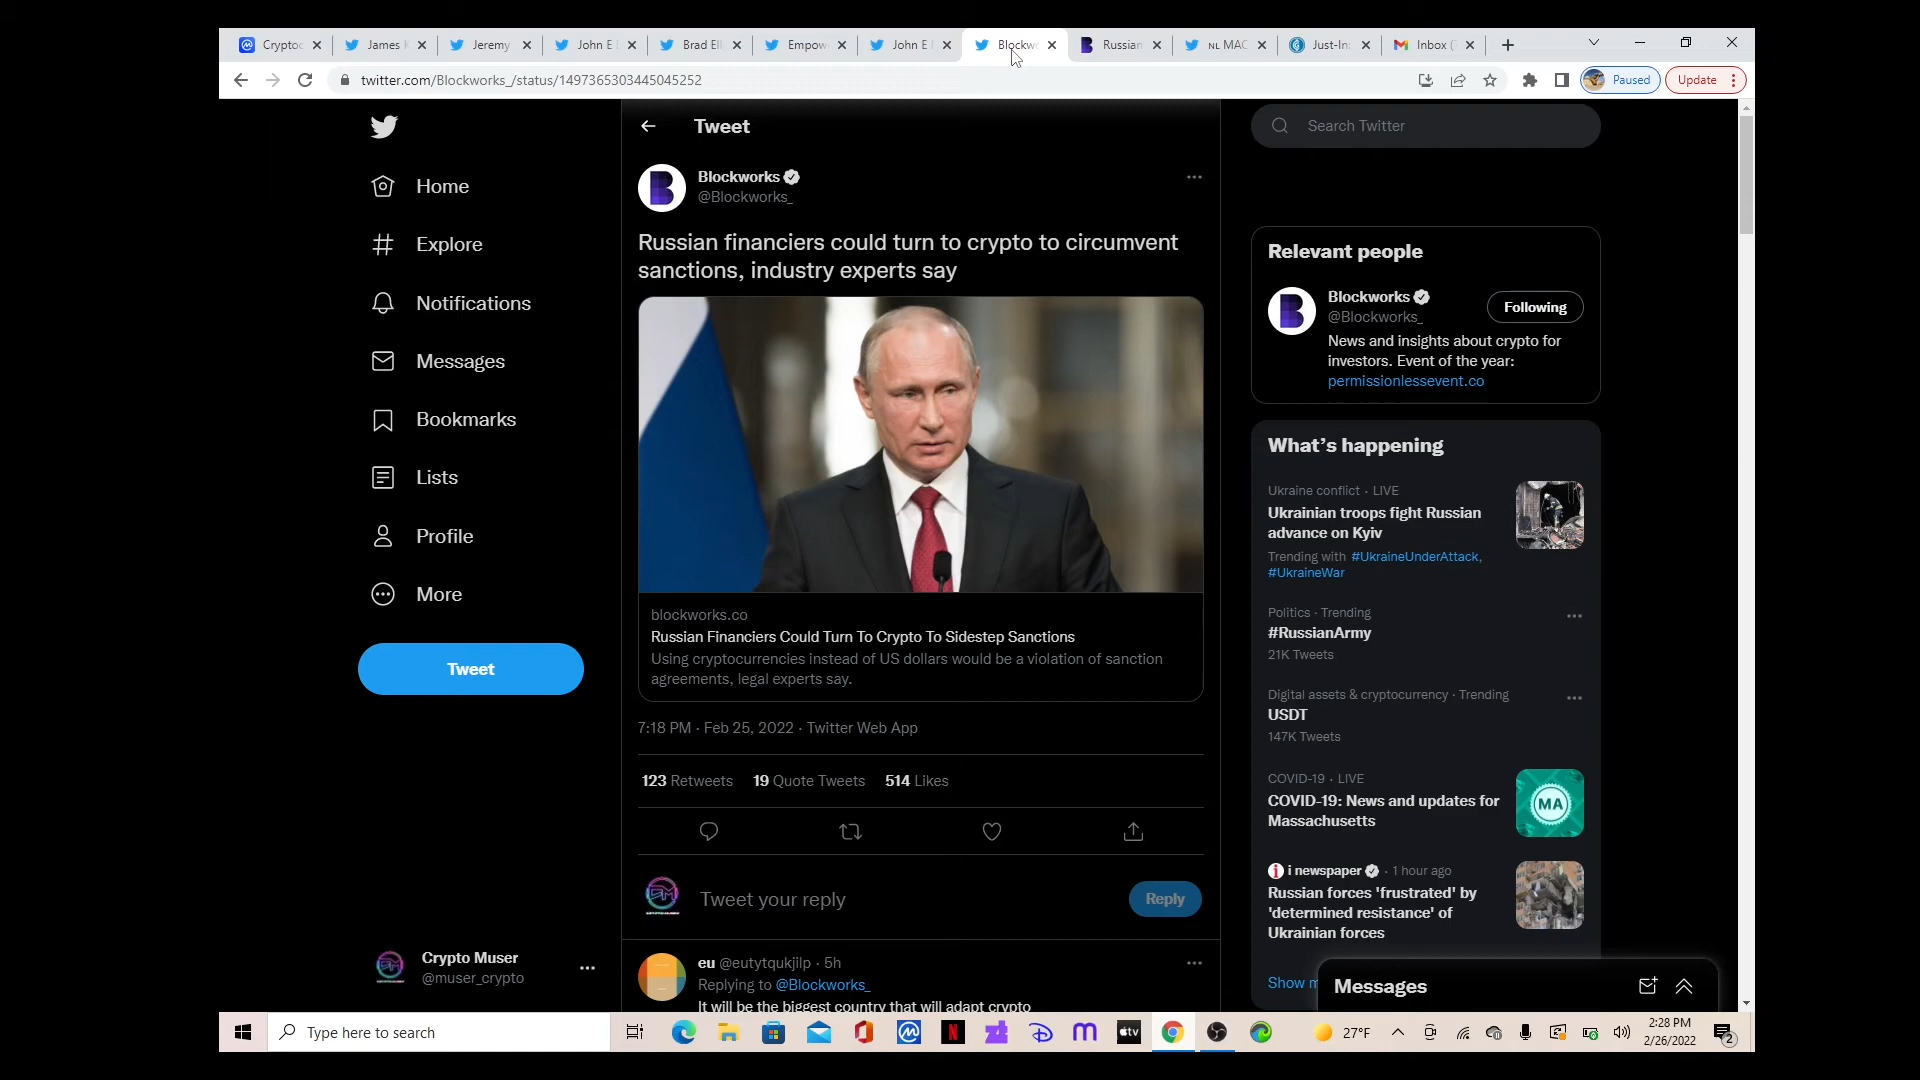 Cryptoc
James K
Jeremy
John E
Brad Ell
Empow
John E
Blockw
Russian
NL MAC
Just-In
Inbox (
twitter.com/Blockworks_/status/1497365303445045252
Paused
Update
Tweet
Search Twitter
Home
Explore
Notifications
Messages
Bookmarks
Lists
Profile
More
Tweet
Crypto Muser
@muser_crypto
Blockworks
@Blockworks_
Russian financiers could turn to crypto to circumvent
sanctions, industry experts say
blockworks.co
Russian Financiers Could Turn To Crypto To Sidestep Sanctions
Using cryptocurrencies instead of US dollars would be a violation of sanction
agreements, legal experts say.
7:18 PM · Feb 25, 2022 · Twitter Web App
123 Retweets 19 Quote Tweets 514 Likes
Tweet your reply
Reply
eu @eutytqukjilp · 5h
Replying to @Blockworks_
It will be the biggest country that will adapt crypto
Relevant people
Blockworks
@Blockworks_
Following
News and insights about crypto for
investors. Event of the year:
permissionlessevent.co
What's happening
Ukraine conflict · LIVE
Ukrainian troops fight Russian
advance on Kyiv
Trending with #UkraineUnderAttack,
#UkraineWar
Politics · Trending
#RussianArmy
21K Tweets
Digital assets & cryptocurrency · Trending
USDT
147K Tweets
COVID-19 · LIVE
COVID-19: News and updates for
Massachusetts
MA
i newspaper · 1 hour ago
Russian forces 'frustrated' by
'determined resistance' of
Ukrainian forces
Show m
Messages
Type here to search
27°F
2:28 PM
2/26/2022
2